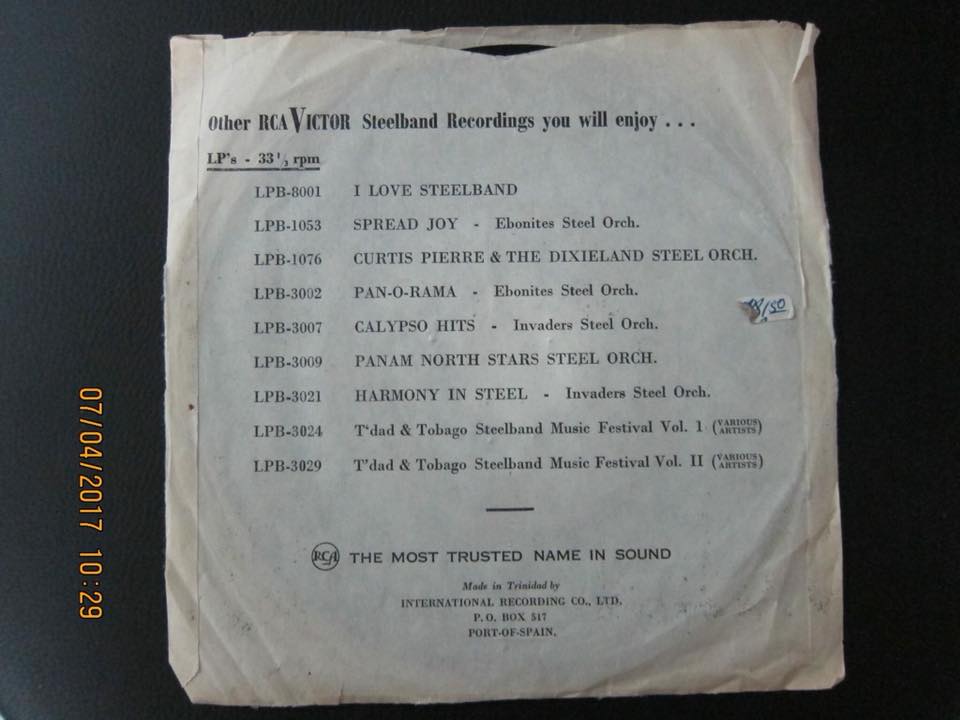 Other RCA VICTOR Steelband Recordings you will enjoy . . .
LP's - 33 1/3 rpm
LPB-8001 I LOVE STEELBAND
LPB-1053 SPREAD JOY - Ebonites Steel Orch.
LPB-1076 CURTIS PIERRE & THE DIXIELAND STEEL ORCH.
LPB-3002 PAN-O-RAMA - Ebonites Steel Orch.
LPB-3007 CALYPSO HITS - Invaders Steel Orch.
LPB-3009 PANAM NORTH STARS STEEL ORCH.
LPB-3021 HARMONY IN STEEL - Invaders Steel Orch.
LPB-3024 T‘dad & Tobago Steelband Music Festival Vol. 1 (VARIOUS ARTISTS)
LPB-3029 T’dad & Tobago Steelband Music Festival Vol. II (VARIOUS ARTISTS)
RCA THE MOST TRUSTED NAME IN SOUND
Made in Trinidad by
INTERNATIONAL RECORDING CO., LTD.
P. O. BOX 517
PORT-OF-SPAIN.
07/04/2017 10:29